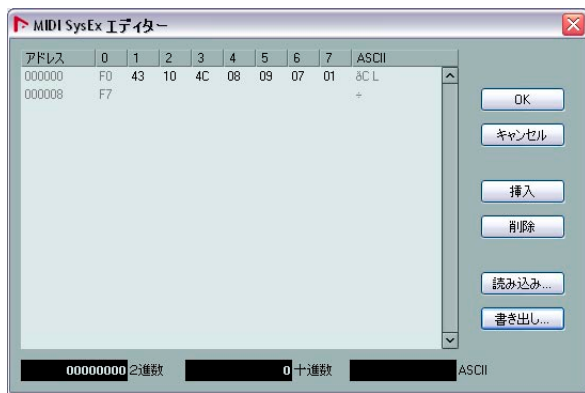 MIDI SysEx エディター
アドレス 0 1 2 3 4 5 6 7 ASCII
000000 F0 43 10 4C 08 09 07 01 ðC L
000008 F7 ÷
OK
キャンセル
挿入
削除
読み込み...
書き出し...
00000000 2進数 0 十進数 ASCII